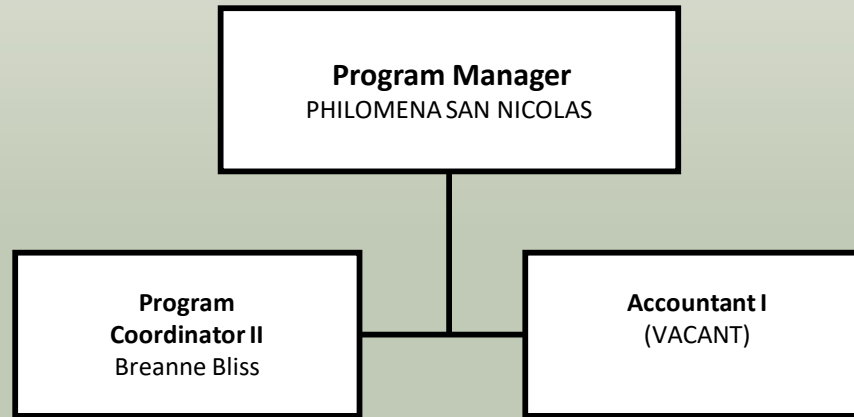 Program Manager
PHILOMENA SAN NICOLAS
Program
Coordinator II
Breanne Bliss
Accountant I
(VACANT)